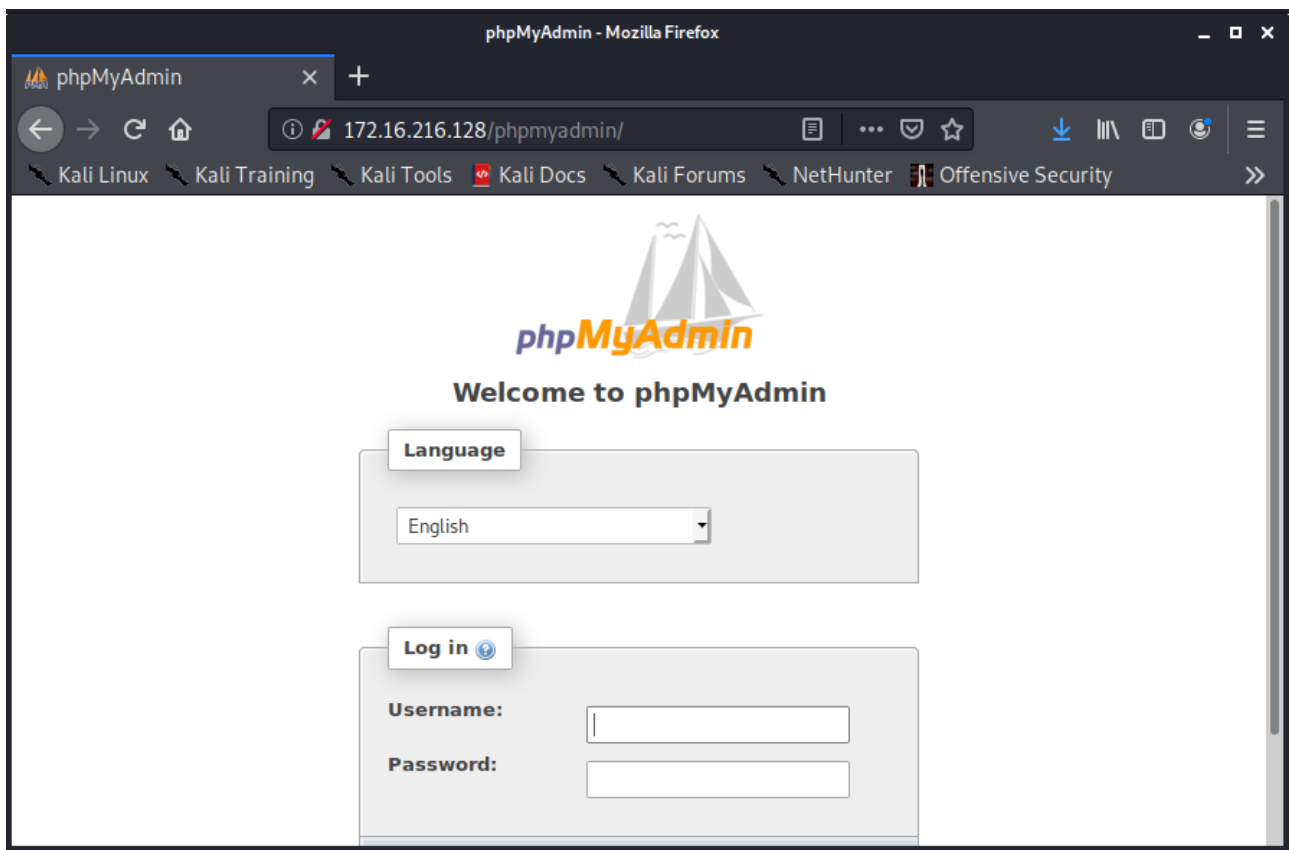 phpMyAdmin - Mozilla Firefox
phpMyAdmin
172.16.216.128/phpmyadmin/
Kali Linux Kali Training Kali Tools Kali Docs Kali Forums NetHunter Offensive Security
phpMyAdmin
Welcome to phpMyAdmin
Language
English
Log in
Username:
Password: